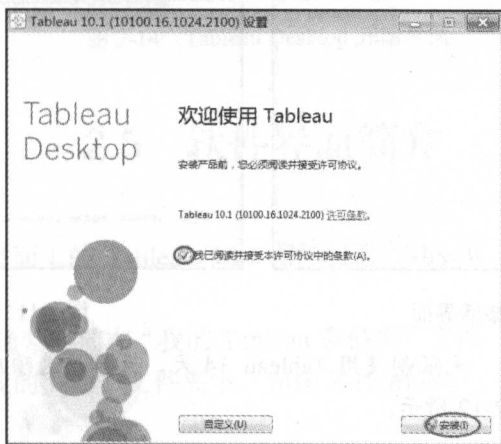 Tableau 10.1 (10100.16.1024.2100) 设置
Tableau
Desktop
欢迎使用 Tableau
安装产品前，您必须阅读并接受许可协议。
Tableau 10.1 (10100.16.1024.2100) 许可条款。
我已阅读并接受本许可协议中的条款(A)。
自定义(U)
安装(I)